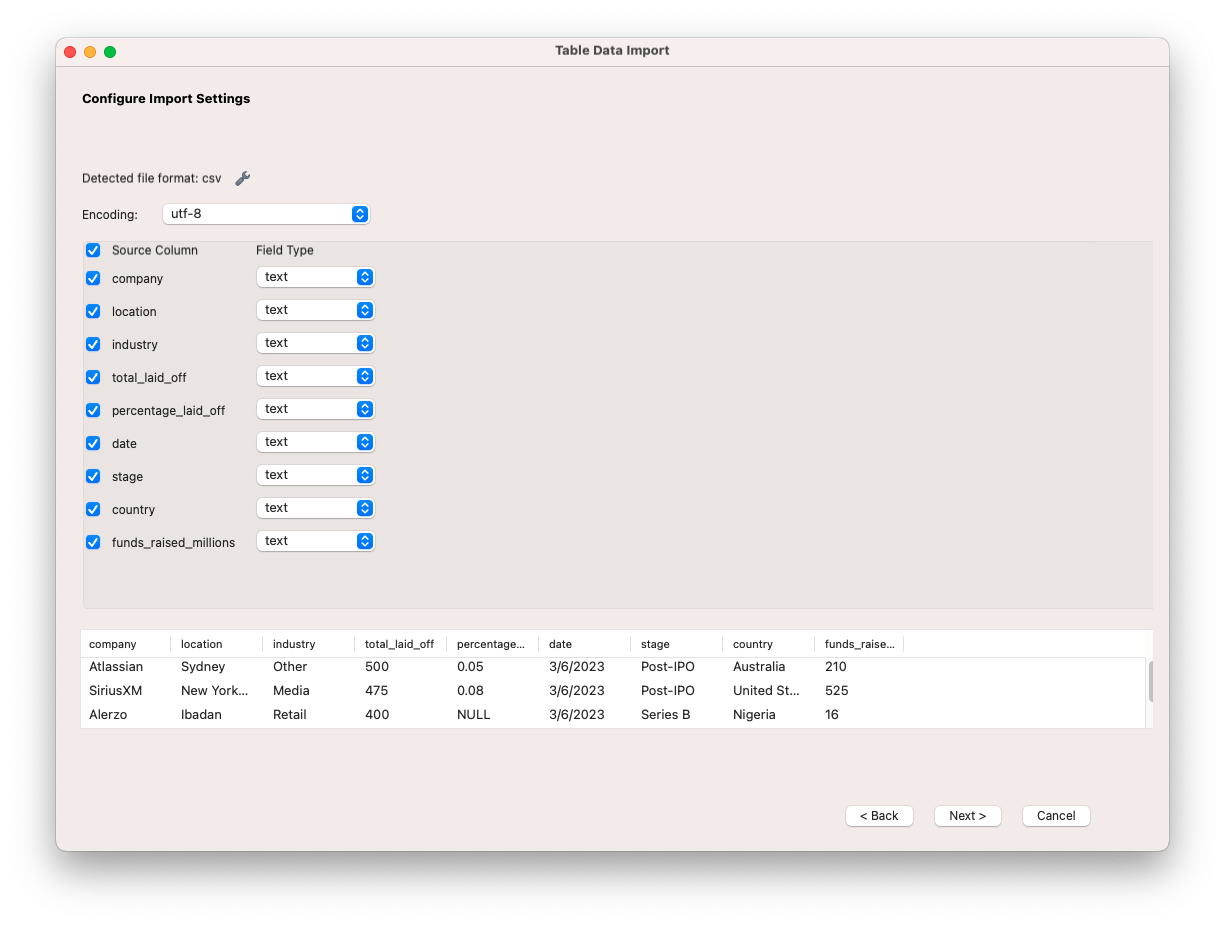 Table Data Import
Configure Import Settings
Detected file format: csv
Encoding: utf-8
Source Column Field Type
company text
location text
industry text
total_laid_off text
percentage_laid_off text
date text
stage text
country text
funds_raised_millions text
company location industry total_laid_off percentage... date stage country funds_raise...
Atlassian Sydney Other 500 0.05 3/6/2023 Post-IPO Australia 210
SiriusXM New York... Media 475 0.08 3/6/2023 Post-IPO United St... 525
Alerzo Ibadan Retail 400 NULL 3/6/2023 Series B Nigeria 16
< Back Next > Cancel